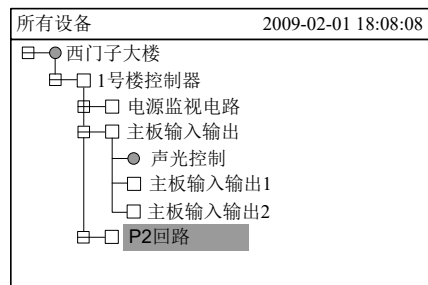 所有设备 2009-02-01 18:08:08
西门子大楼
1号楼控制器
电源监视电路
主板输入输出
声光控制
主板输入输出1
主板输入输出2
P2回路